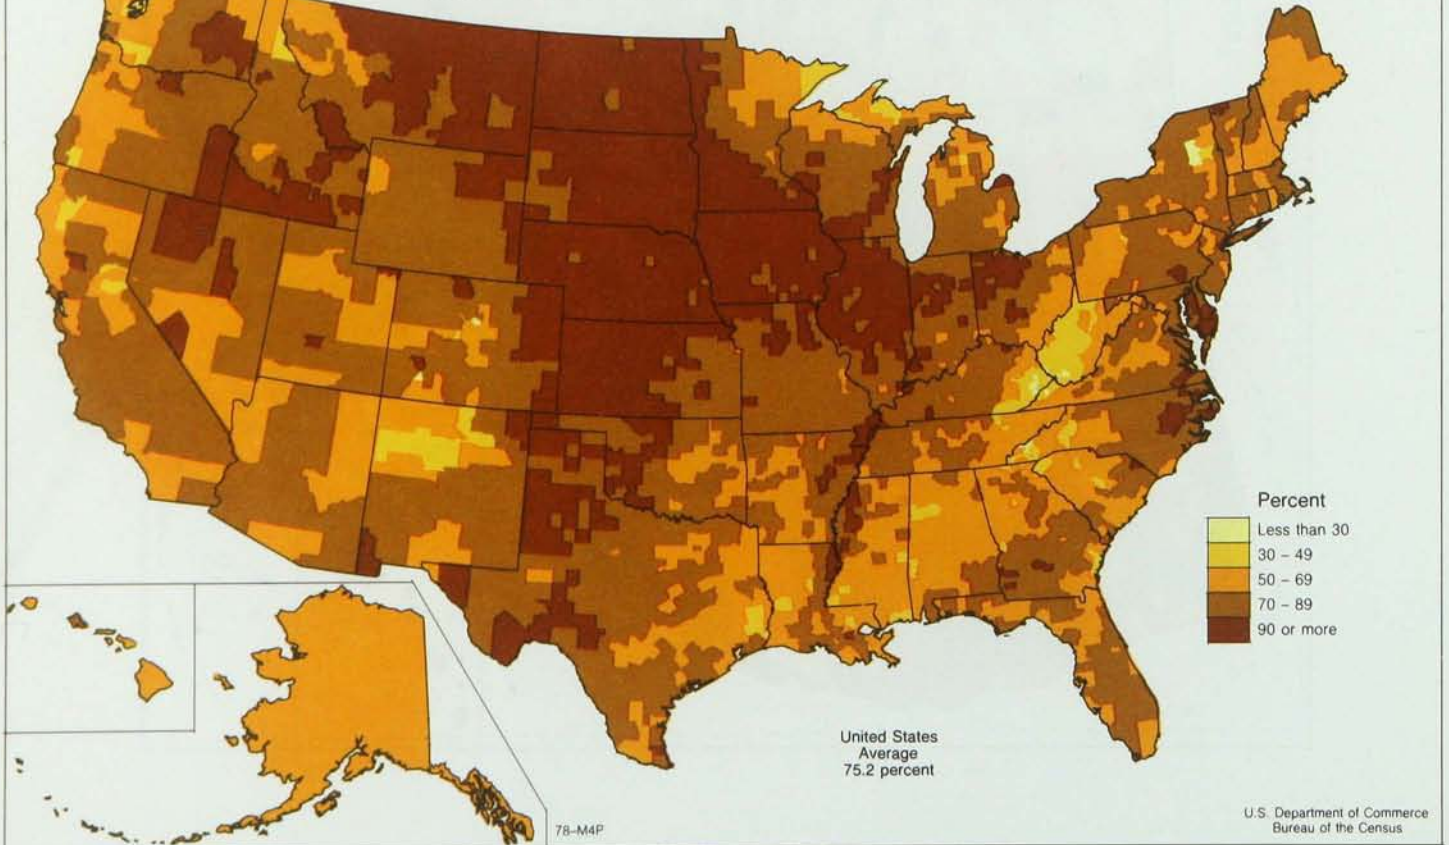 Percent
Less than 30
30 – 49
50 – 69
70 – 89
90 or more
United States
Average
75.2 percent
78–M4P
U.S. Department of Commerce
Bureau of the Census